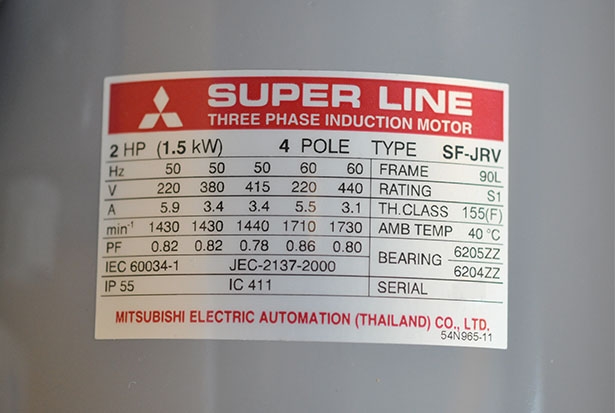 SUPER LINE
THREE PHASE INDUCTION MOTOR
2 HP (1.5 kW) 4 POLE TYPE SF-JRV
Hz 50 50 50 60 60 FRAME 90L
V 220 380 415 220 440 RATING S1
A 5.9 3.4 3.4 5.5 3.1 TH.CLASS 155(F)
min-1 1430 1430 1440 1710 1730 AMB TEMP 40 °C
PF 0.82 0.82 0.78 0.86 0.80 BEARING 6205ZZ
IEC 60034-1 JEC-2137-2000 6204ZZ
IP 55 IC 411 SERIAL
MITSUBISHI ELECTRIC AUTOMATION (THAILAND) CO., LTD.
54N965-11